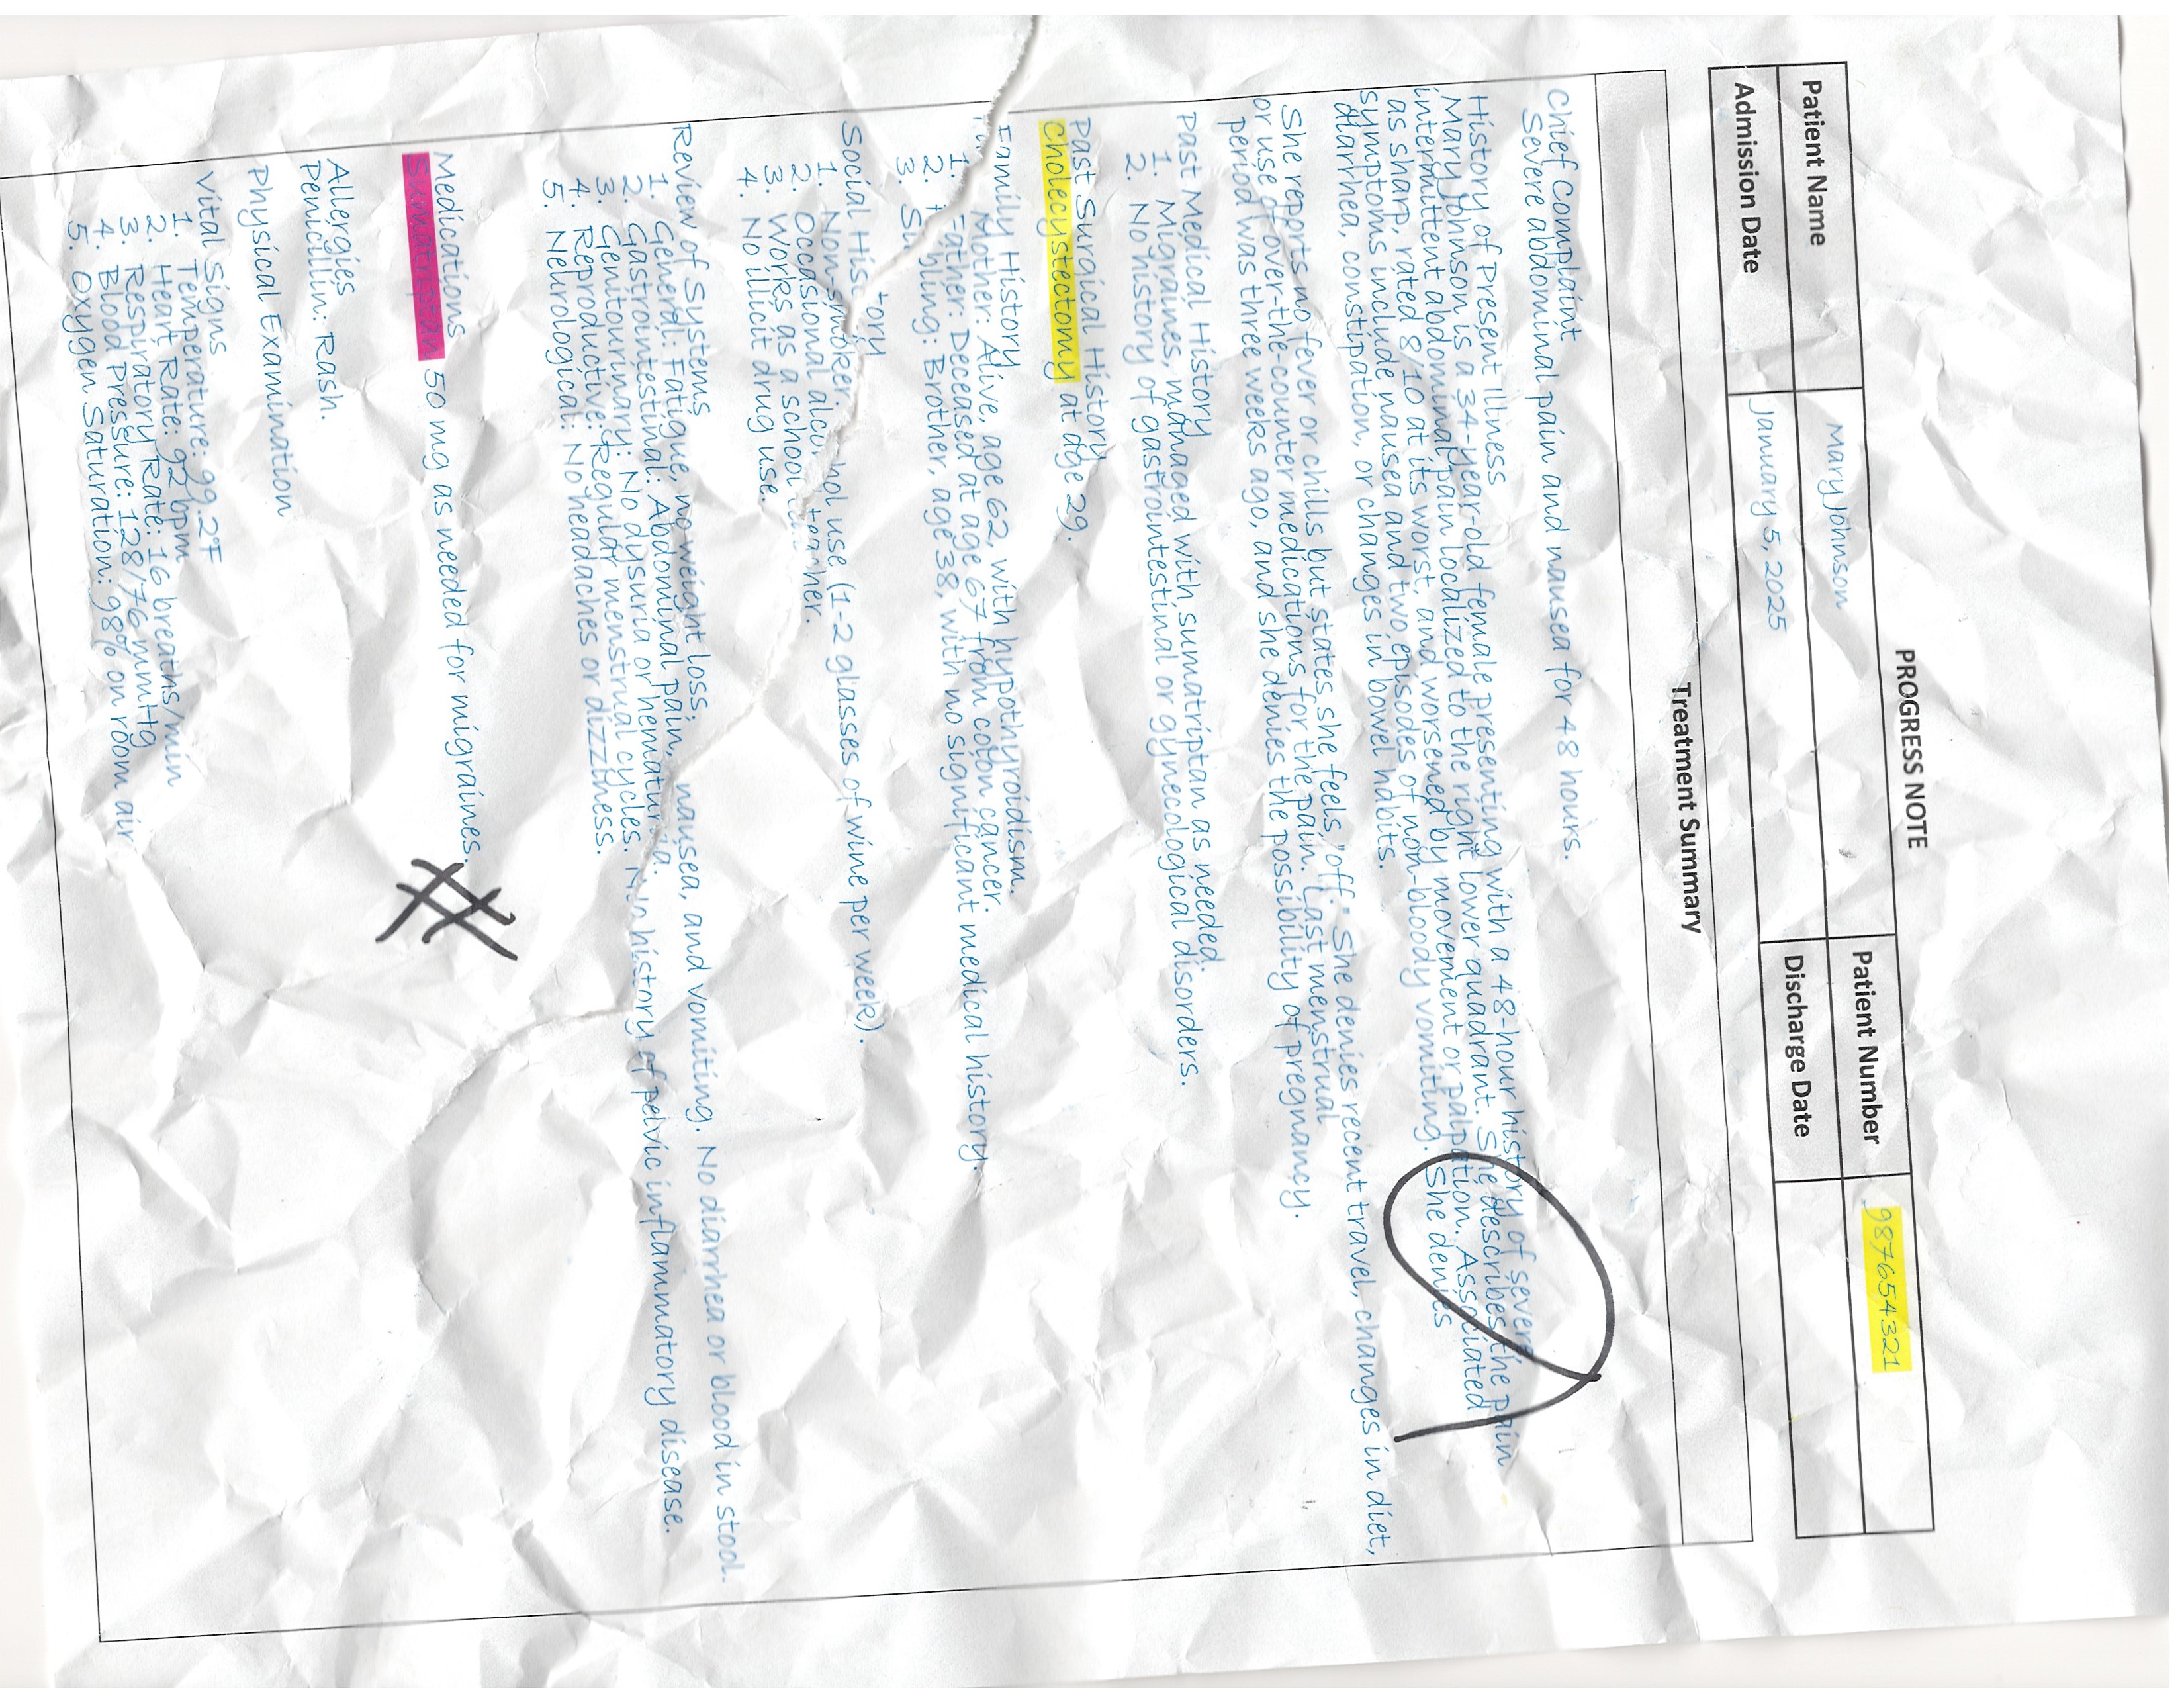 PROGRESS NOTE
Patient Name Mary Johnson Patient Number 987654321
Admission Date January 5, 2025 Discharge Date
Treatment Summary
Chief Complaint
Severe abdominal pain and nausea for 48 hours.
History of Present Illness
Mary Johnson is a 34-year-old female presenting with a 48-hour history of severe,
intermittent abdominal pain localized to the right lower quadrant. She describes the pain
as sharp, rated 8/10 at its worst, and worsened by movement or palpation. Associated
symptoms include nausea and two episodes of non-bloody vomiting. She denies
diarrhea, constipation, or changes in bowel habits.
She reports no fever or chills but states she feels "off." She denies recent travel, changes in diet,
or use of over-the-counter medications for the pain. Last menstrual
period was three weeks ago, and she denies the possibility of pregnancy.
Past Medical History
1. Migraines, managed with sumatriptan as needed.
2. No history of gastrointestinal or gynecological disorders.
Past Surgical History
Cholecystectomy at age 29.
Family History
1. Mother: Alive, age 62, with hypothyroidism.
2. Father: Deceased at age 67 from colon cancer.
3. Sibling: Brother, age 38, with no significant medical history.
Social History
1. Non-smoker.
2. Occasional alcohol use (1-2 glasses of wine per week).
3. Works as a school teacher.
4. No illicit drug use.
Review of Systems
1. General: Fatigue, no weight loss.
2. Gastrointestinal: Abdominal pain, nausea, and vomiting. No diarrhea or blood in stool.
3. Genitourinary: No dysuria or hematuria.
4. Reproductive: Regular menstrual cycles. No history of pelvic inflammatory disease.
5. Neurological: No headaches or dizziness.
Medications
Sumatriptan 50 mg as needed for migraines.
#
Allergies
Penicillin: Rash.
Physical Examination
Vital Signs
1. Temperature: 99.2°F
2. Heart Rate: 92 bpm
3. Respiratory Rate: 16 breaths/min
4. Blood Pressure: 128/76 mmHg
5. Oxygen Saturation: 98% on room air